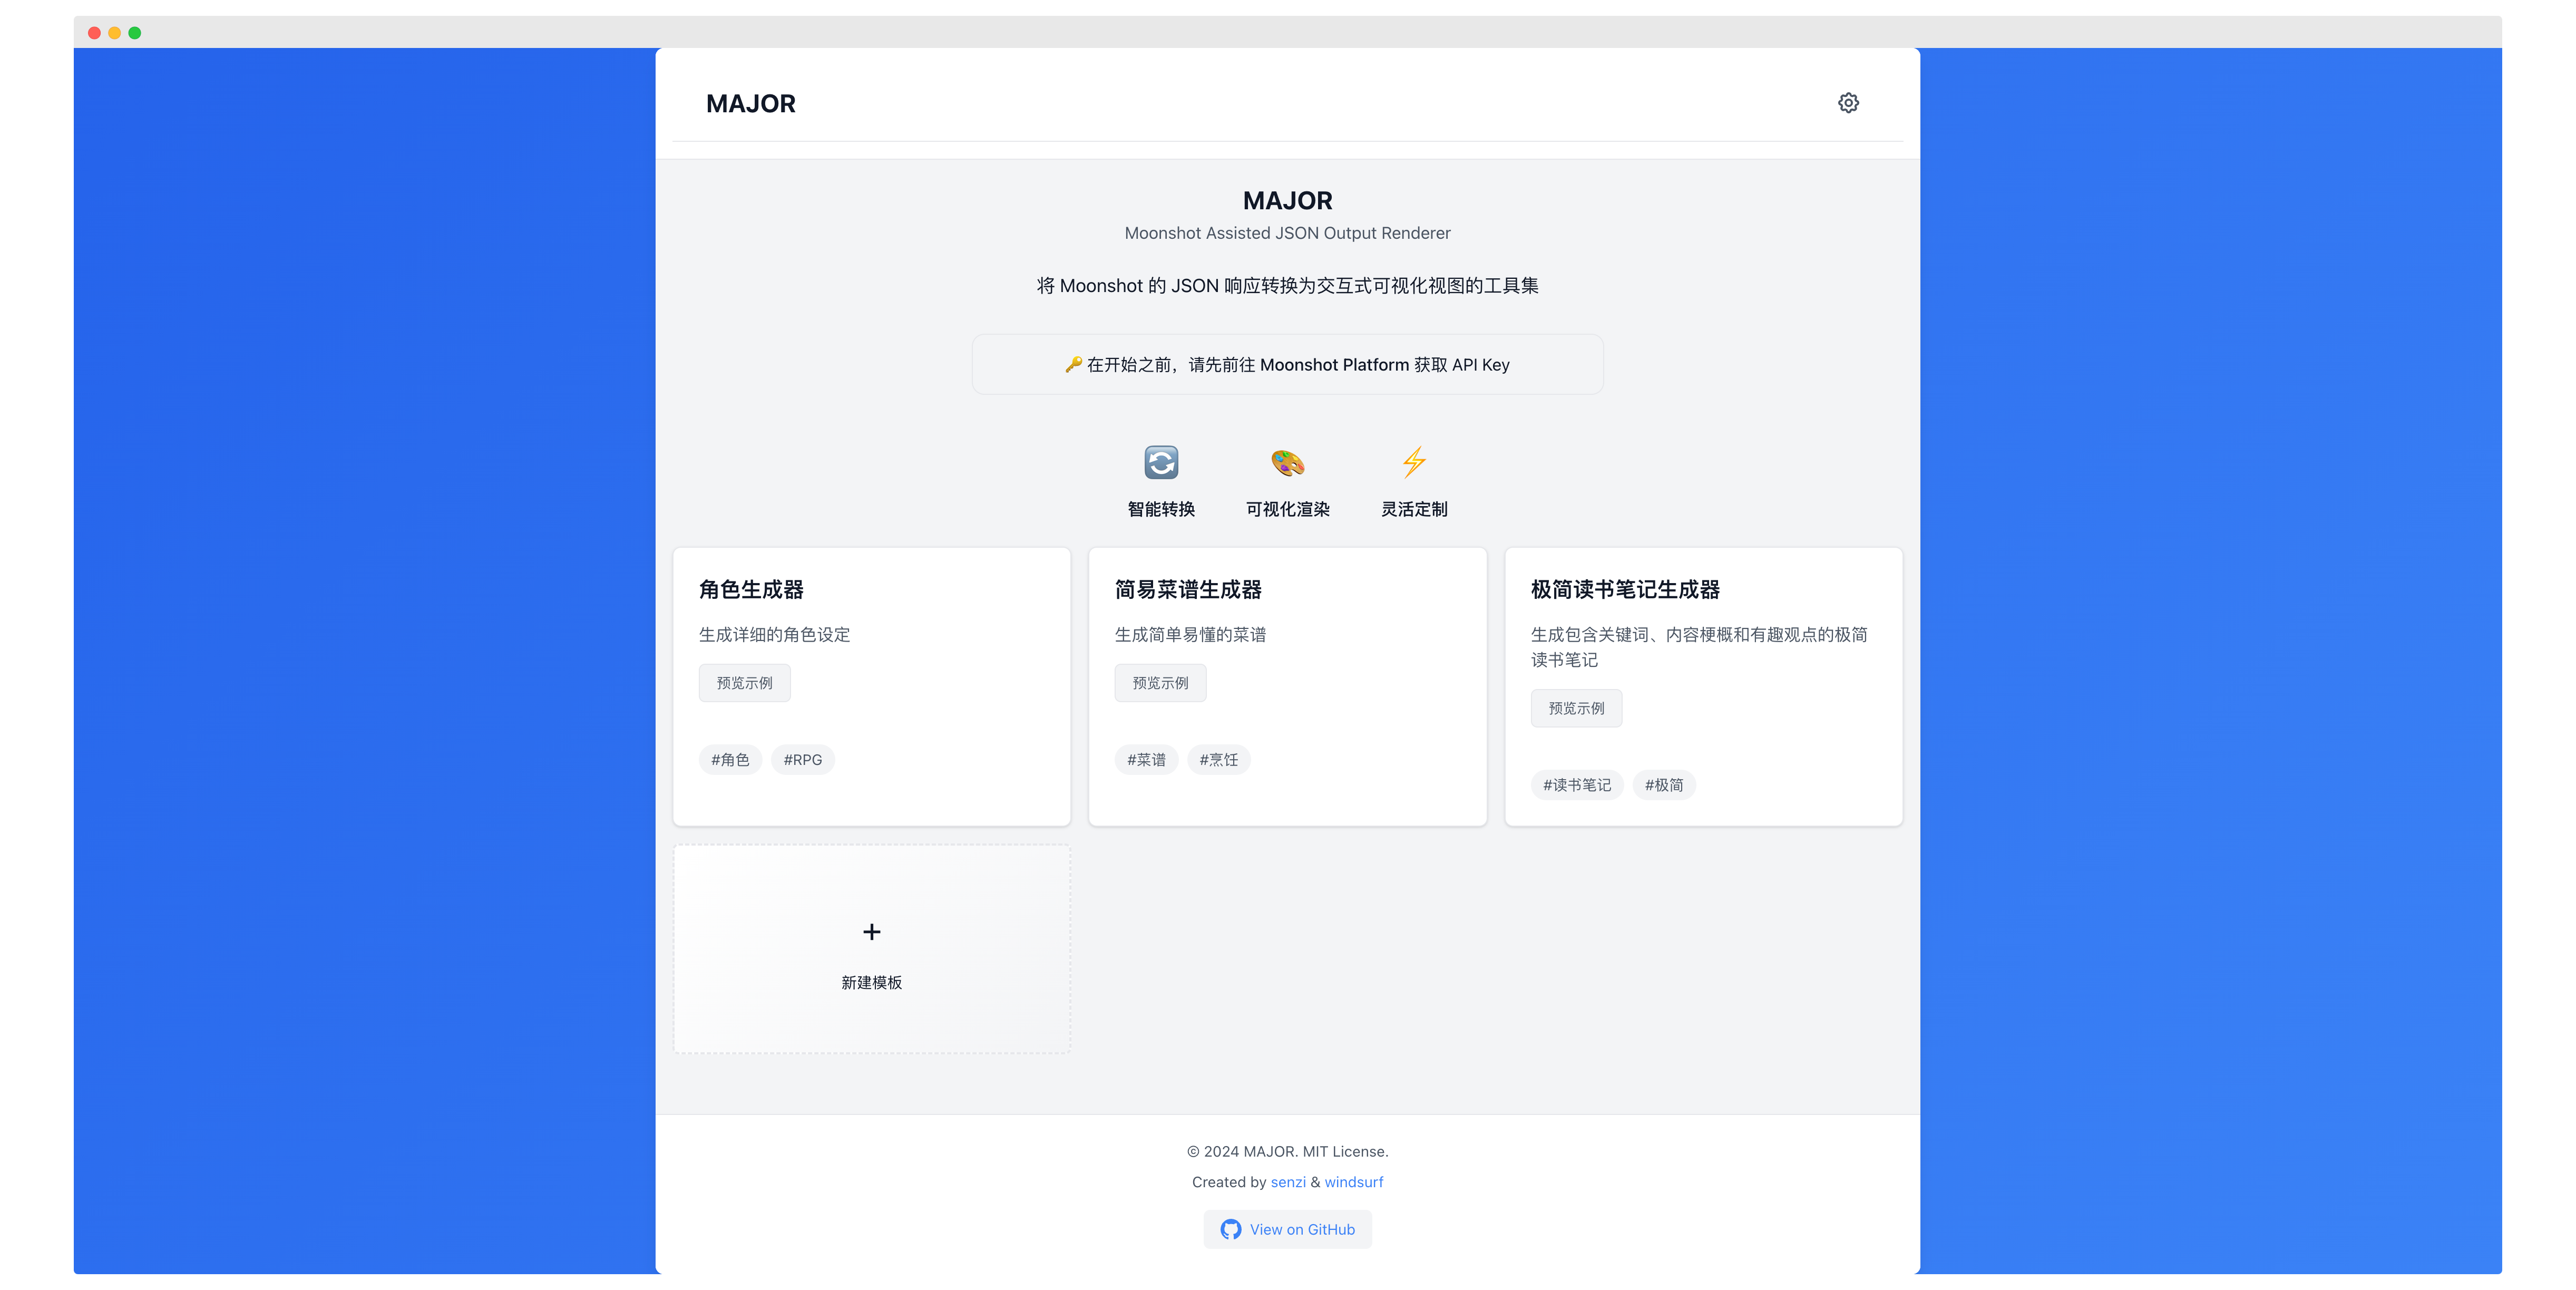 MAJOR
MAJOR
Moonshot Assisted JSON Output Renderer
将 Moonshot 的 JSON 响应转换为交互式可视化视图的工具集
🔑 在开始之前，请先前往 Moonshot Platform 获取 API Key
智能转换
可视化渲染
灵活定制
角色生成器
生成详细的角色设定
预览示例
#角色 #RPG
简易菜谱生成器
生成简单易懂的菜谱
预览示例
#菜谱 #烹饪
极简读书笔记生成器
生成包含关键词、内容梗概和有趣观点的极简
读书笔记
预览示例
#读书笔记 #极简
+
新建模板
© 2024 MAJOR. MIT License.
Created by senzi & windsurf
View on GitHub